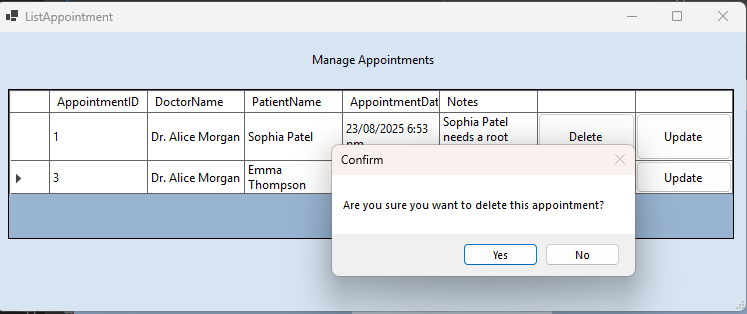 ListAppointment
Manage Appointments
AppointmentID DoctorName PatientName AppointmentDat Notes
1 Dr. Alice Morgan Sophia Patel 23/08/2025 6:53 pm Sophia Patel needs a root Delete Update
3 Dr. Alice Morgan Emma Thompson Update
Confirm
Are you sure you want to delete this appointment?
Yes No